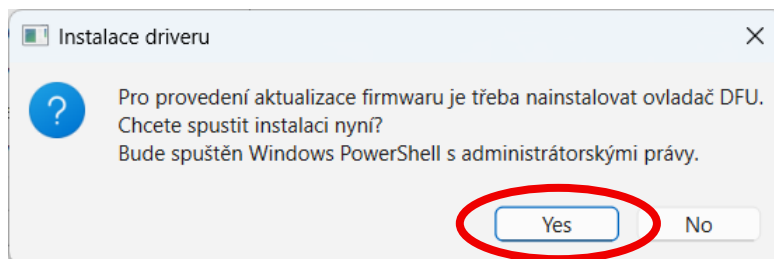 Instalace driveru
Pro provedení aktualizace firmwaru je třeba nainstalovat ovladač DFU.
Chcete spustit instalaci nyní?
Bude spuštěn Windows PowerShell s administrátorskými právy.
Yes No